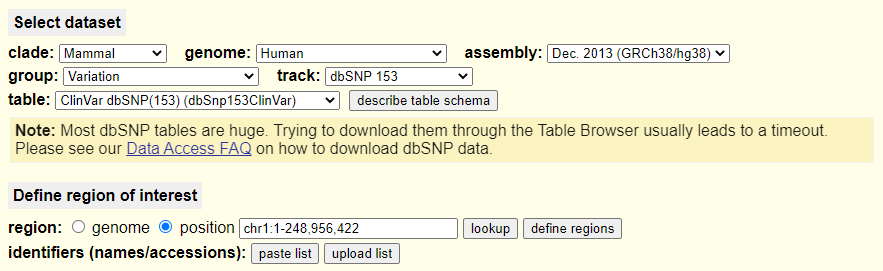 Select dataset
clade: Mammal genome: Human assembly: Dec. 2013 (GRCh38/hg38)
group: Variation track: dbSNP 153
table: ClinVar dbSNP(153) (dbSnp153ClinVar) describe table schema
Note: Most dbSNP tables are huge. Trying to download them through the Table Browser usually leads to a timeout.
Please see our Data Access FAQ on how to download dbSNP data.
Define region of interest
region: genome position chr1:1-248,956,422 lookup define regions
identifiers (names/accessions): paste list upload list